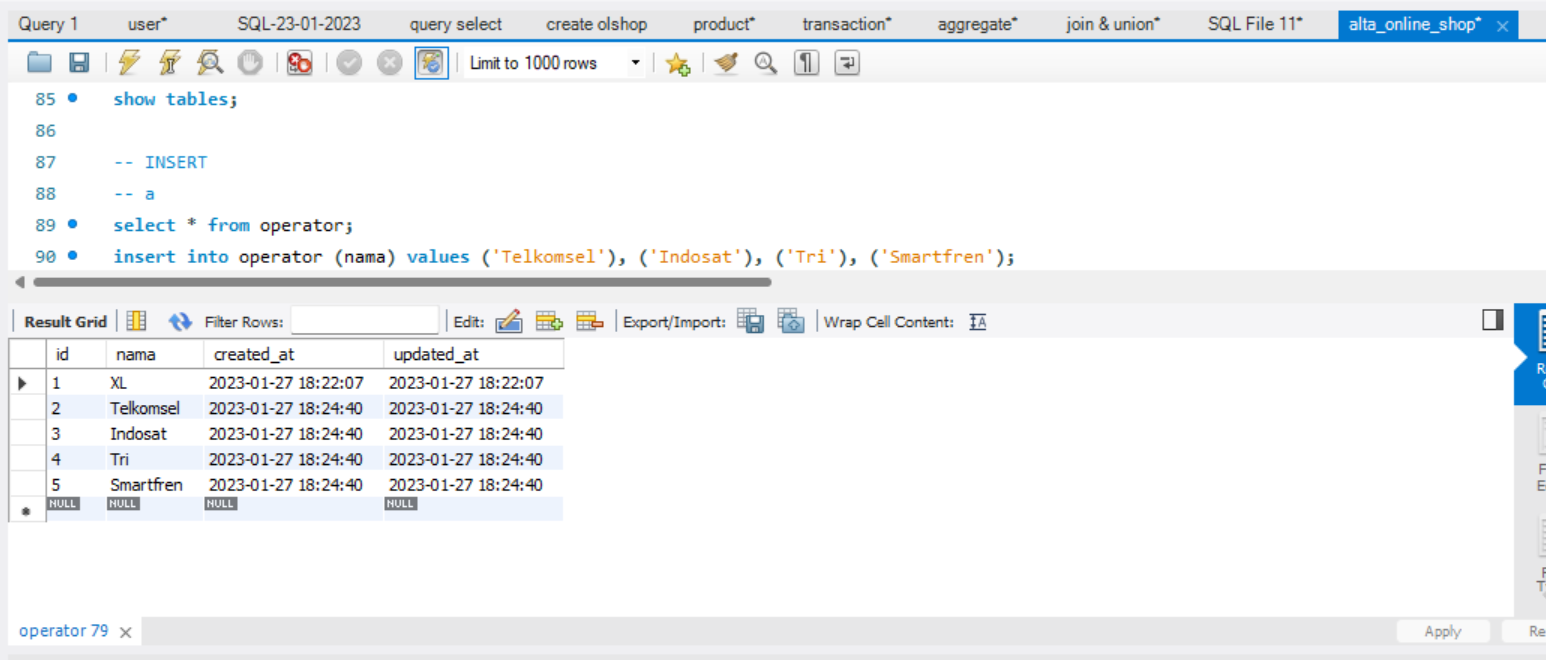 Query 1 user* SQL-23-01-2023 query select create olshop product* transaction* aggregate* join & union* SQL File 11* alta_online_shop* ×
Limit to 1000 rows
85 show tables;
86
87 -- INSERT
88 -- a
89 select * from operator;
90 insert into operator (nama) values ('Telkomsel'), ('Indosat'), ('Tri'), ('Smartfren');
Result Grid Filter Rows: Edit: Export/Import: Wrap Cell Content: IA
id nama created_at updated_at
1 XL 2023-01-27 18:22:07 2023-01-27 18:22:07
2 Telkomsel 2023-01-27 18:24:40 2023-01-27 18:24:40
3 Indosat 2023-01-27 18:24:40 2023-01-27 18:24:40
4 Tri 2023-01-27 18:24:40 2023-01-27 18:24:40
5 Smartfren 2023-01-27 18:24:40 2023-01-27 18:24:40
NULL NULL NULL NULL
operator 79 × Apply